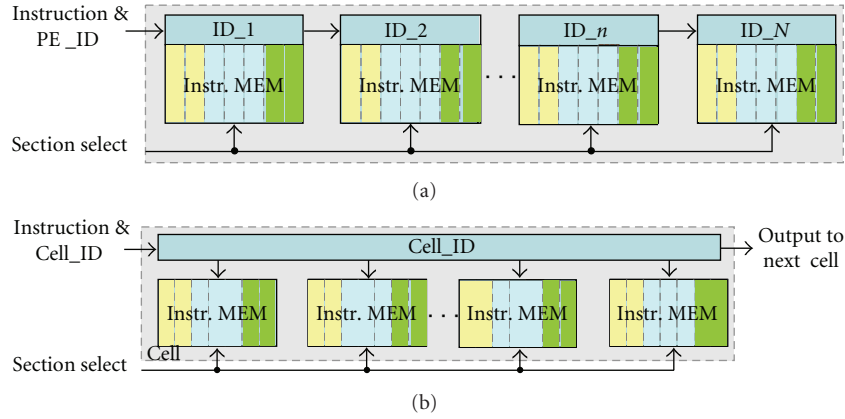 Instruction &
PE _ID
ID_1
ID_2
ID_n
ID_N
Instr. MEM
Instr. MEM
. . .
Instr. MEM
Instr. MEM
Section select
(a)
Instruction &
Cell_ID
Cell_ID
Output to
next cell
Instr. MEM
Instr. MEM
. . .
Instr. MEM
Instr. MEM
Cell
Section select
(b)